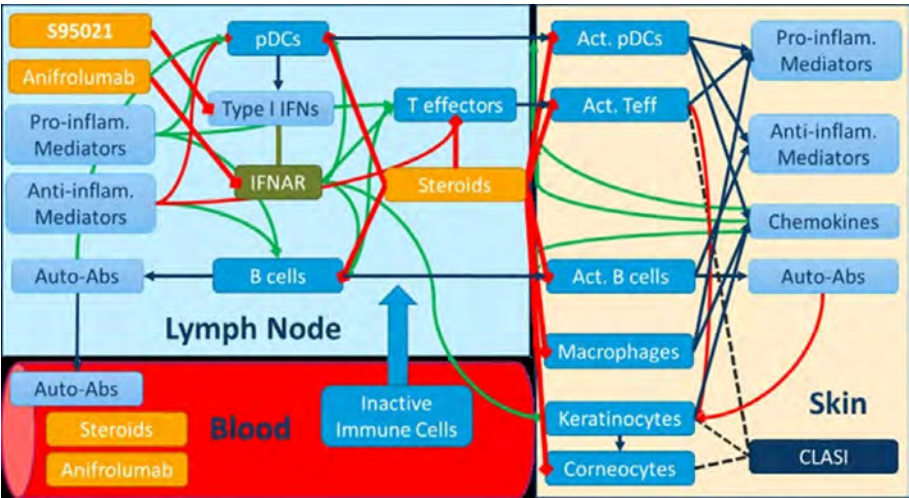 S95021
Anifrolumab
Pro-inflam.
Mediators
Anti-inflam.
Mediators
Auto-Abs
pDCs
Type I IFNs
IFNAR
B cells
T effectors
Steroids
Lymph Node
Auto-Abs
Steroids
Anifrolumab
Blood
Inactive
Immune Cells
Act. pDCs
Act. Teff
Act. B cells
Macrophages
Keratinocytes
Corneocytes
Pro-inflam.
Mediators
Anti-inflam.
Mediators
Chemokines
Auto-Abs
Skin
CLASI